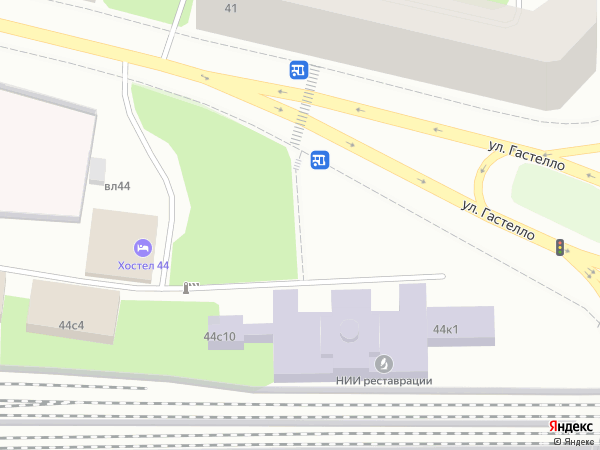 41
ул. Гастелло
вл44
ул. Гастелло
Хостел 44
44с4
44с10
44к1
НИИ реставрации
Яндекс
© Яндекс